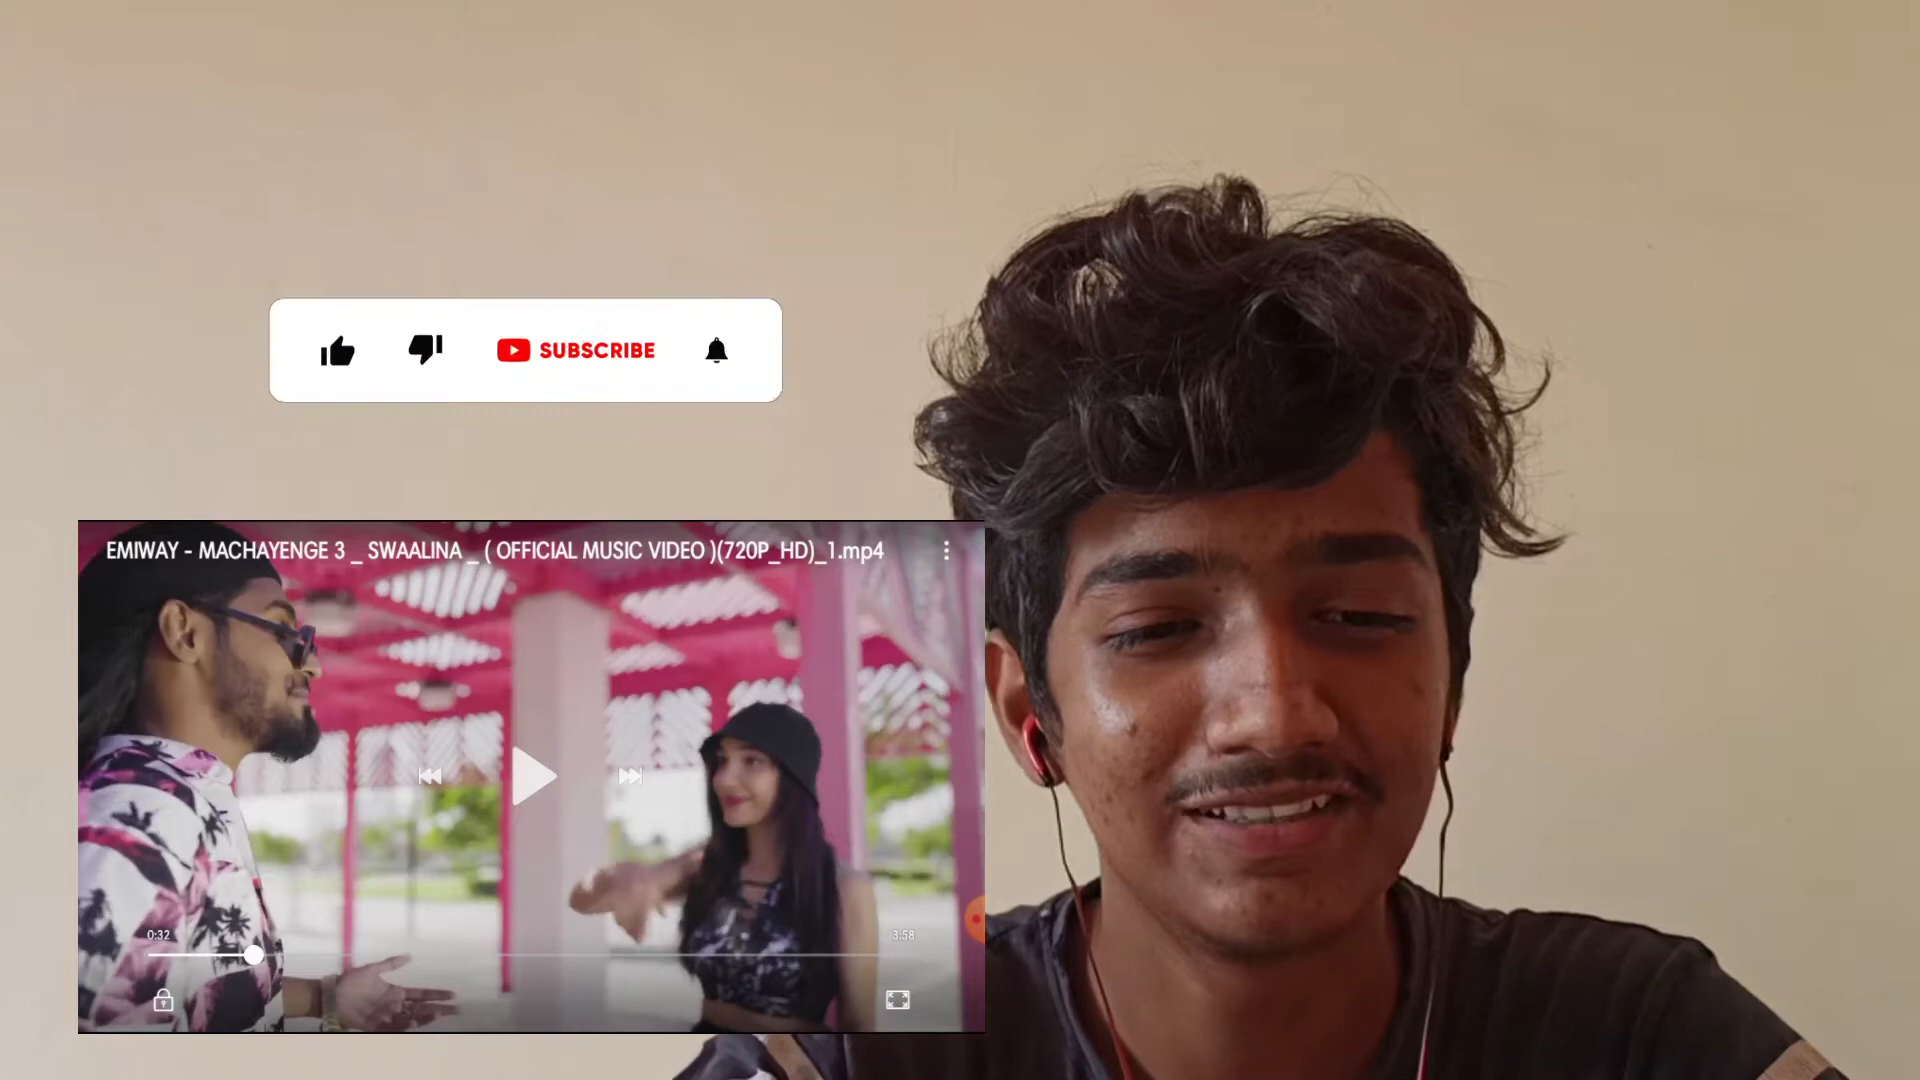 SUBSCRIBE
EMIWAY - MACHAYENGE 3 _ SWAALINA _ ( OFFICIAL MUSIC VIDEO )(720P_HD)_1.mp4
0:32
3:58